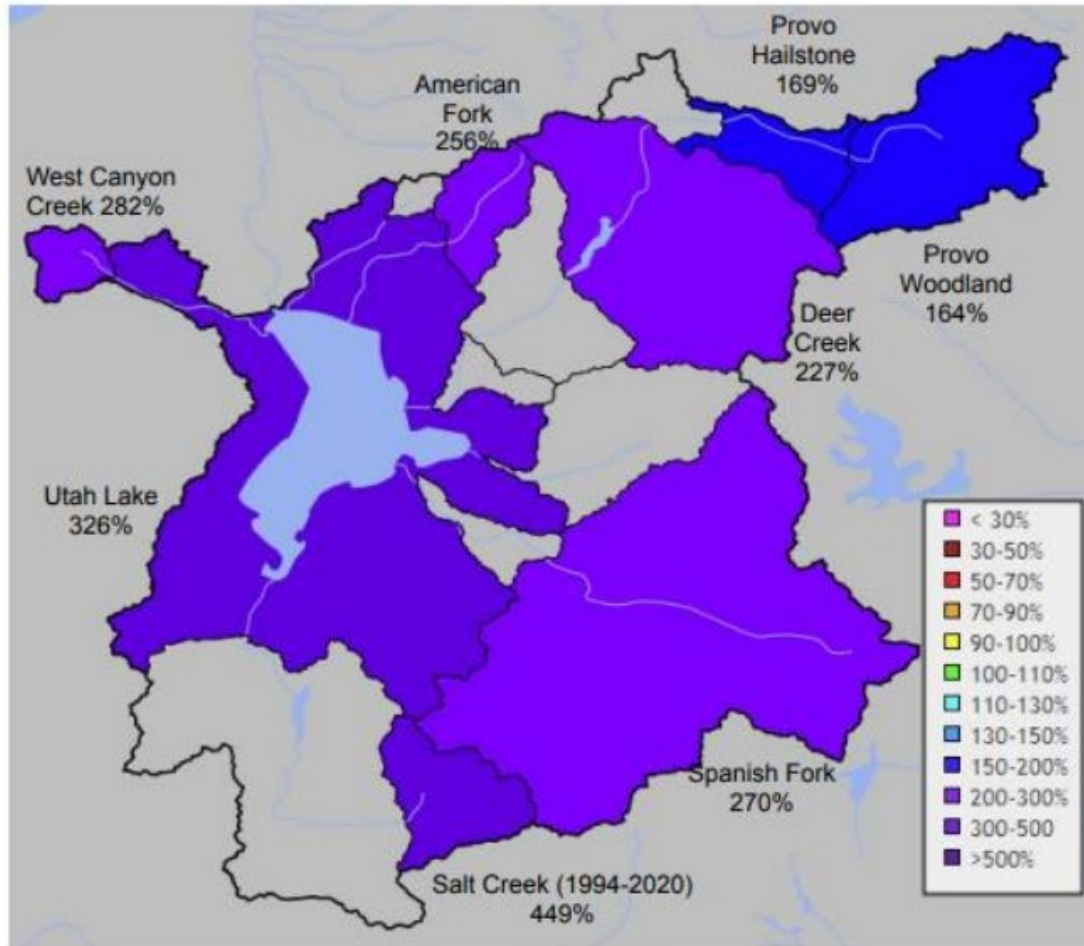 Provo
Hailstone
169%
American
Fork
256%
West Canyon
Creek 282%
Provo
Woodland
164%
Deer
Creek
227%
Utah Lake
326%
< 30%
30-50%
50-70%
70-90%
90-100%
100-110%
110-130%
130-150%
150-200%
200-300%
300-500
>500%
Spanish Fork
270%
Salt Creek (1994-2020)
449%